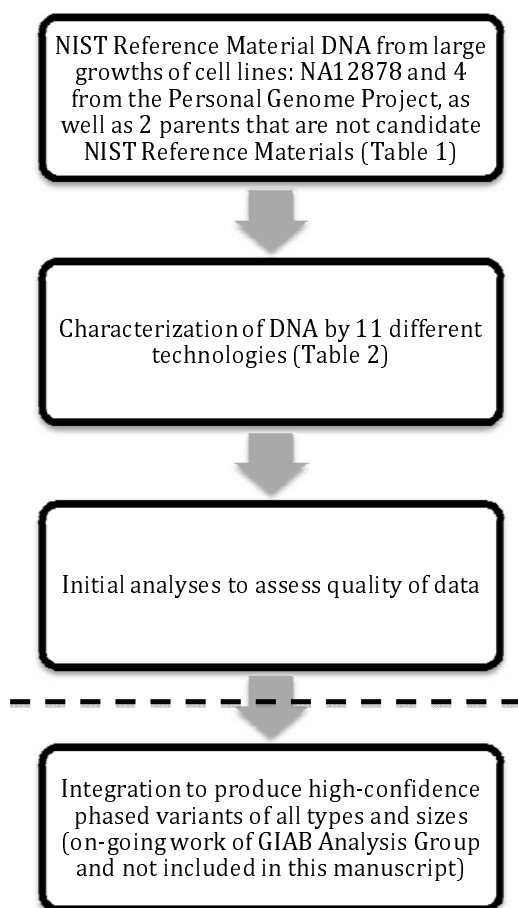 NIST Reference Material DNA from large
growths of cell lines: NA12878 and 4
from the Personal Genome Project, as
well as 2 parents that are not candidate
NIST Reference Materials (Table 1)
Characterization of DNA by 11 different
technologies (Table 2)
Initial analyses to assess quality of data
Integration to produce high-confidence
phased variants of all types and sizes
(on-going work of GIAB Analysis Group
and not included in this manuscript)